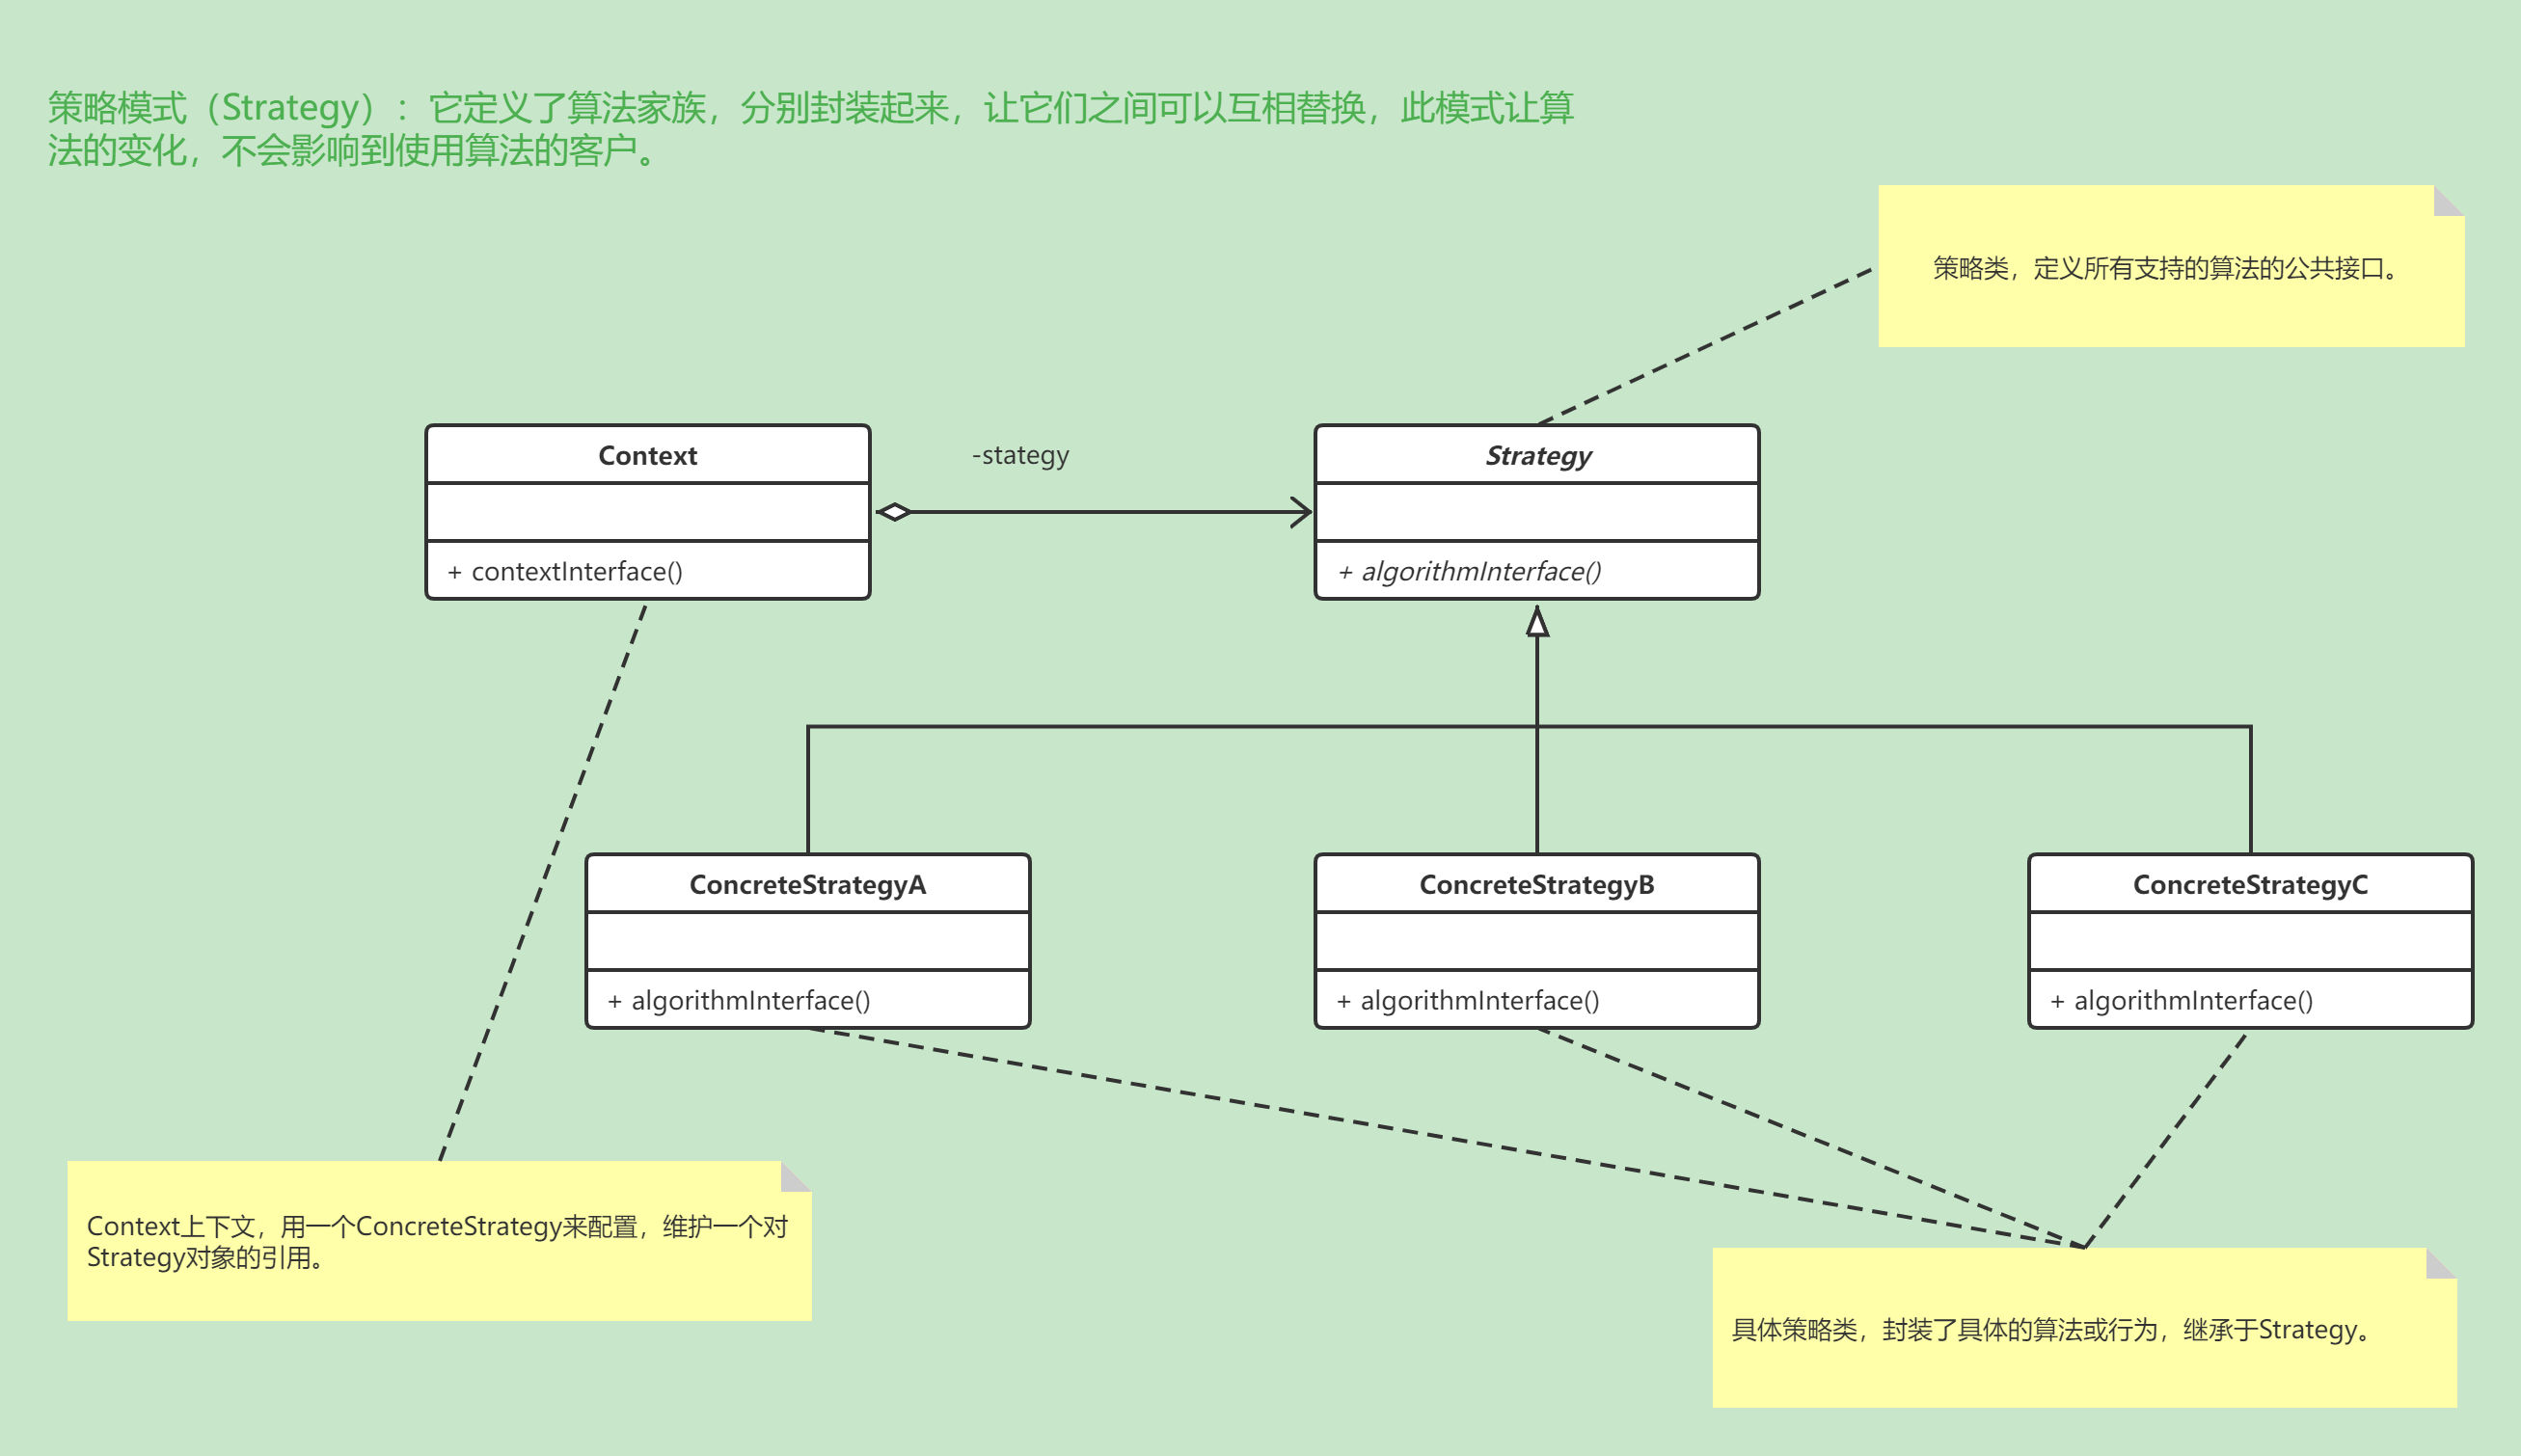 策略模式（Strategy）：它定义了算法家族，分别封装起来，让它们之间可以互相替换，此模式让算
法的变化，不会影响到使用算法的客户。
策略类，定义所有支持的算法的公共接口。
Context
-stategy
Strategy
+ contextInterface()
+ algorithmInterface()
ConcreteStrategyA
ConcreteStrategyB
ConcreteStrategyC
+ algorithmInterface()
+ algorithmInterface()
+ algorithmInterface()
Context上下文，用一个ConcreteStrategy来配置，维护一个对
Strategy对象的引用。
具体策略类，封装了具体的算法或行为，继承于Strategy。